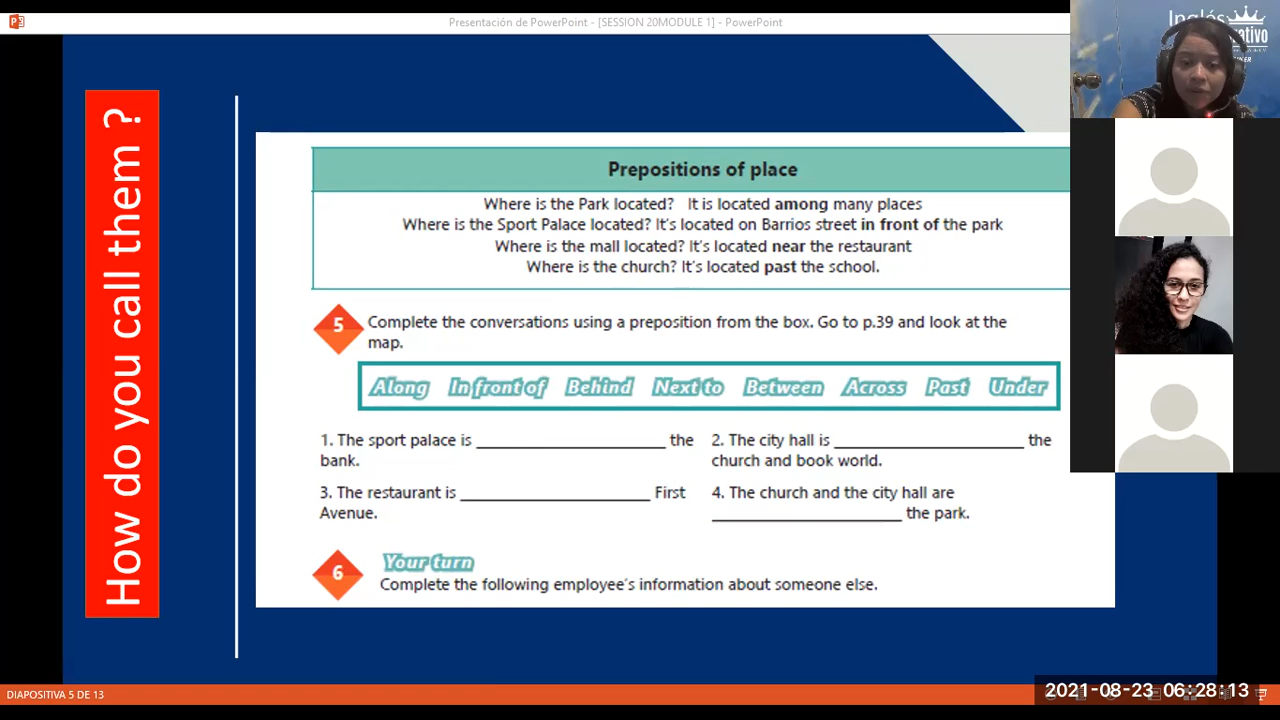 Presentación de PowerPoint - [SESSION 20MODULE 1] - PowerPoint
Inglés
How do you call them ?
Prepositions of place
Where is the Park located? It is located among many places
Where is the Sport Palace located? It's located on Barrios street in front of the park
Where is the mall located? It's located near the restaurant
Where is the church? It's located past the school.
5
Complete the conversations using a preposition from the box. Go to p.39 and look at the
map.
Along In front of Behind Next to Between Across Past Under
1. The sport palace is ____________________ the
bank.
2. The city hall is ____________________ the
church and book world.
3. The restaurant is ____________________ First
Avenue.
4. The church and the city hall are
____________________ the park.
6
Your turn
Complete the following employee's information about someone else.
DIAPOSITIVA 5 DE 13
2021-08-23 06:28:13